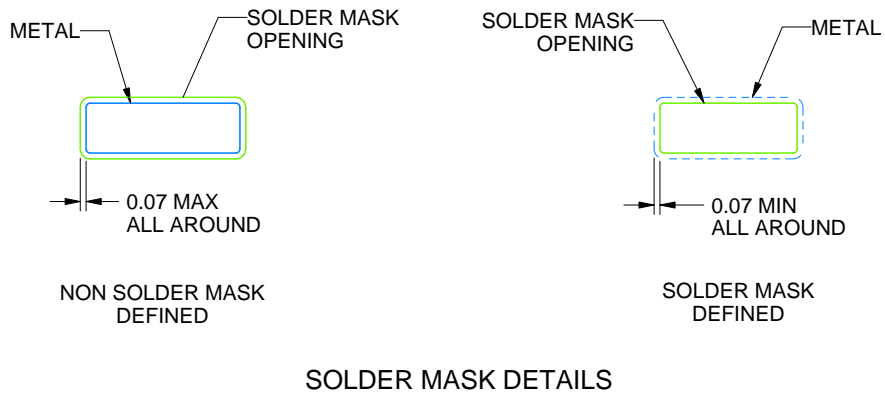 METAL
SOLDER MASK
OPENING
0.07 MAX
ALL AROUND
NON SOLDER MASK
DEFINED
SOLDER MASK
OPENING
METAL
0.07 MIN
ALL AROUND
SOLDER MASK
DEFINED
SOLDER MASK DETAILS